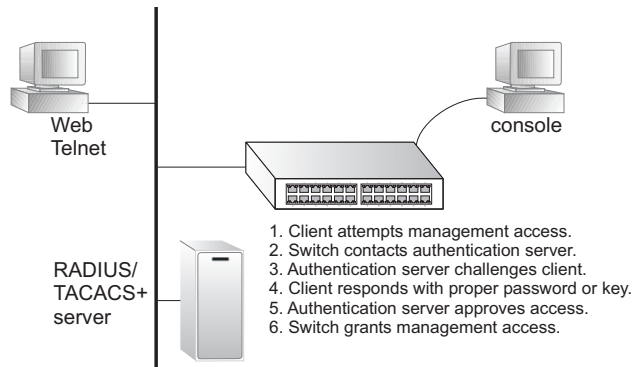 Web
Telnet
console
1. Client attempts management access.
2. Switch contacts authentication server.
3. Authentication server challenges client.
4. Client responds with proper password or key.
5. Authentication server approves access.
6. Switch grants management access.
RADIUS/
TACACS+
server